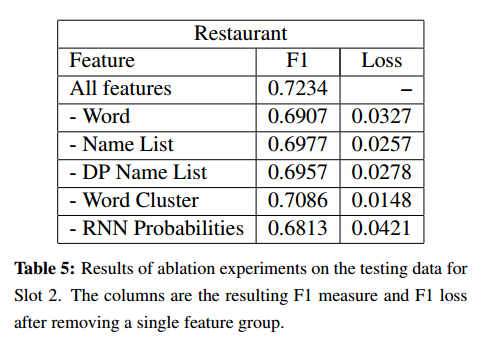 Restaurant
Feature F1 Loss
All features 0.7234 –
- Word 0.6907 0.0327
- Name List 0.6977 0.0257
- DP Name List 0.6957 0.0278
- Word Cluster 0.7086 0.0148
- RNN Probabilities 0.6813 0.0421
Table 5: Results of ablation experiments on the testing data for
Slot 2. The columns are the resulting F1 measure and F1 loss
after removing a single feature group.